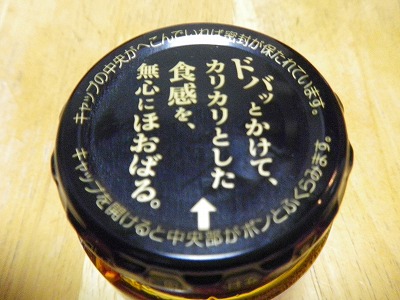 キャップの中央がへこんでいれば密封が保たれています。
ドバッとかけて、
カリカリとした
食感を、
無心にほおばる。
キャップを開けると中央部がポンとふくらみます。